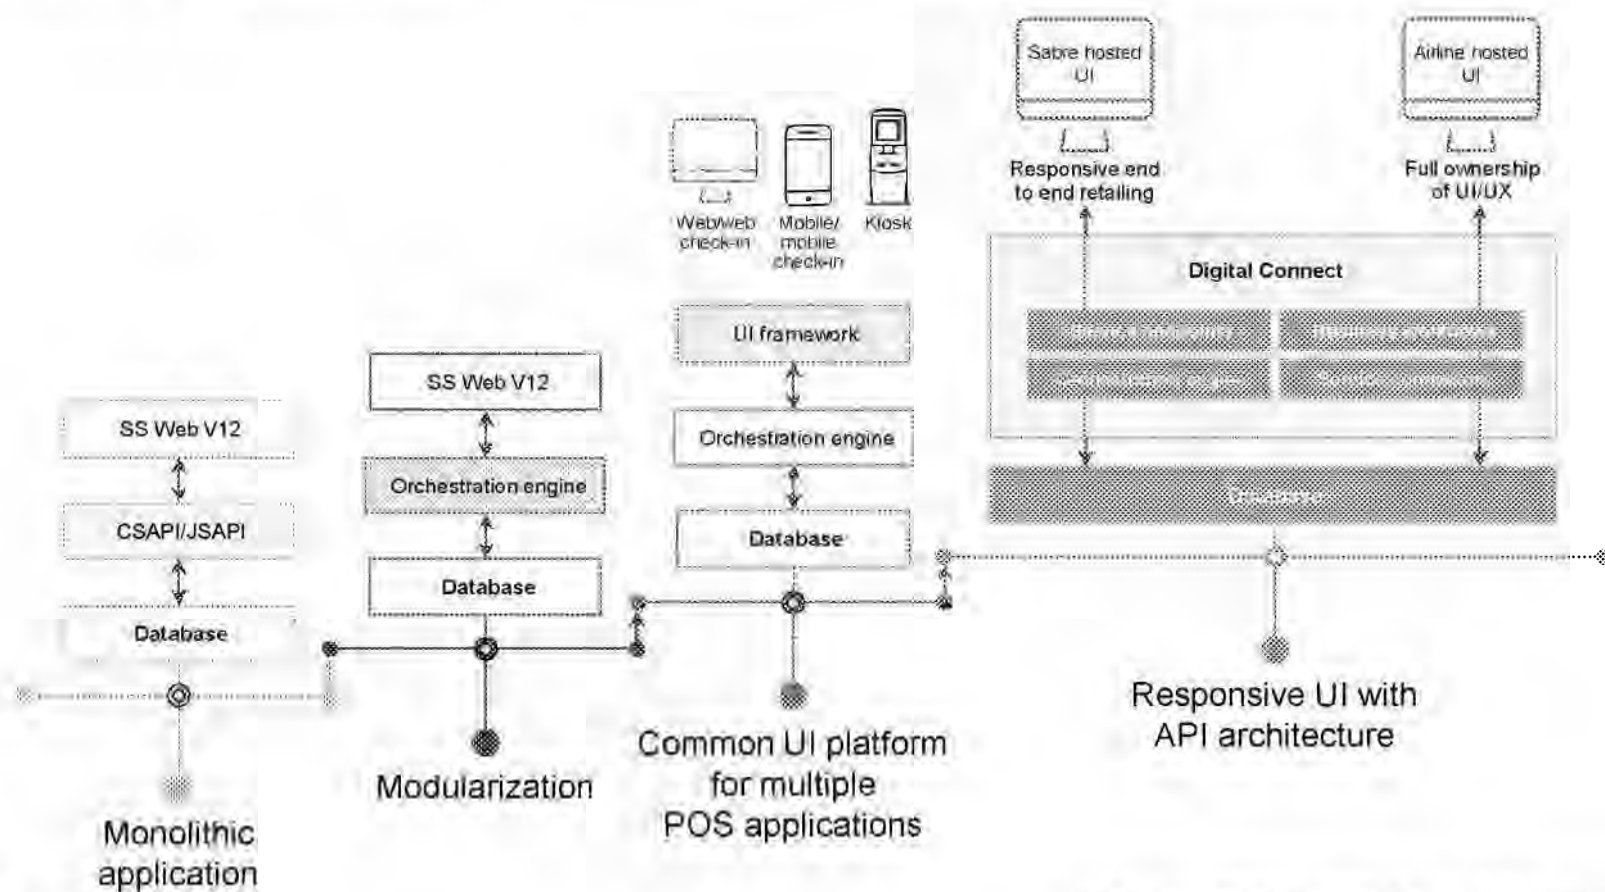 SS Web V12
CSAPI/JSAPI
Database
Monolithic
application
SS Web V12
Orchestration engine
Database
Modularization
Web/web
check-in
Mobile/
mobile
check-in
Kiosk
UI framework
Orchestration engine
Database
Common UI platform
for multiple
POS applications
Sabre hosted
UI
Responsive end
to end retailing
Airline hosted
UI
Full ownership
of UI/UX
Digital Connect
Database
Responsive UI with
API architecture